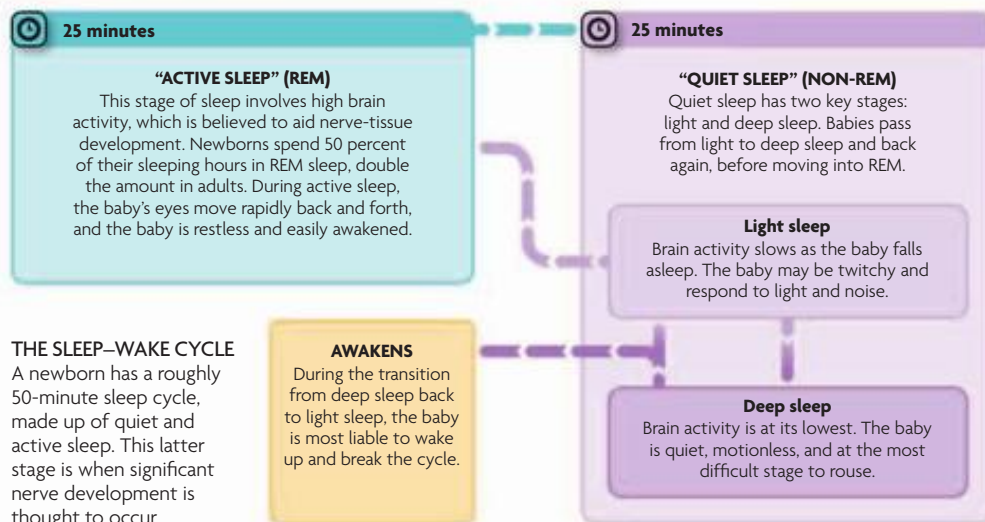 25 minutes
“ACTIVE SLEEP” (REM)
This stage of sleep involves high brain
activity, which is believed to aid nerve-tissue
development. Newborns spend 50 percent
of their sleeping hours in REM sleep, double
the amount in adults. During active sleep,
the baby’s eyes move rapidly back and forth,
and the baby is restless and easily awakened.
25 minutes
“QUIET SLEEP” (NON-REM)
Quiet sleep has two key stages:
light and deep sleep. Babies pass
from light to deep sleep and back
again, before moving into REM.
Light sleep
Brain activity slows as the baby falls
asleep. The baby may be twitchy and
respond to light and noise.
Deep sleep
Brain activity is at its lowest. The baby
is quiet, motionless, and at the most
difficult stage to rouse.
AWAKENS
During the transition
from deep sleep back
to light sleep, the baby
is most liable to wake
up and break the cycle.
THE SLEEP–WAKE CYCLE
A newborn has a roughly
50-minute sleep cycle,
made up of quiet and
active sleep. This latter
stage is when significant
nerve development is
thought to occur